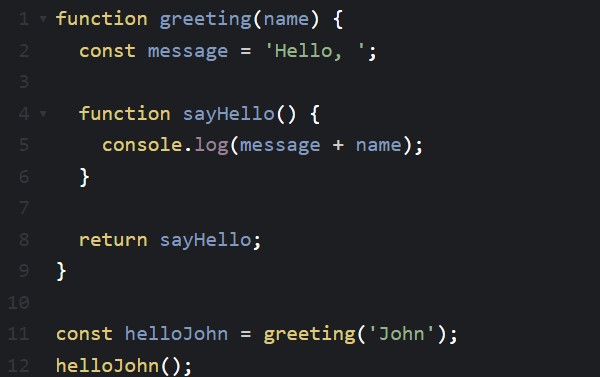 1 function greeting(name) {
2 const message = 'Hello, ';
3
4 function sayHello() {
5 console.log(message + name);
6 }
7
8 return sayHello;
9 }
10
11 const helloJohn = greeting('John');
12 helloJohn();